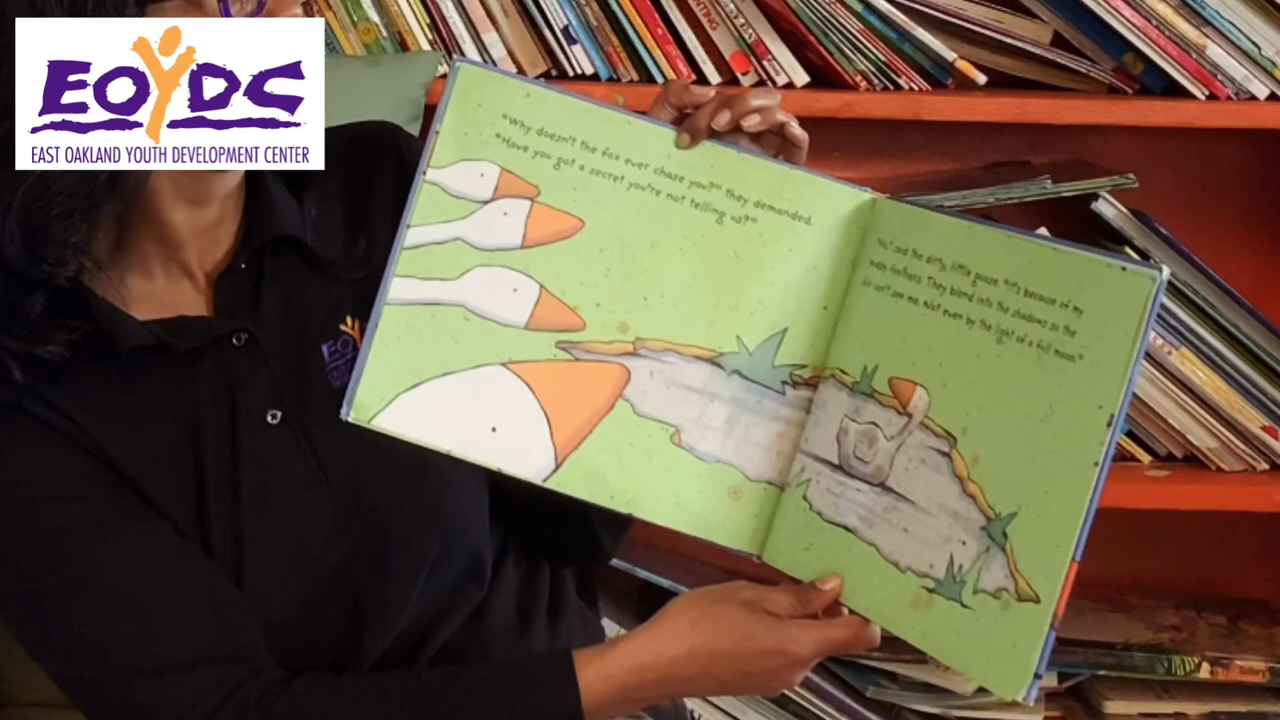 EOYDC
EAST OAKLAND YOUTH DEVELOPMENT CENTER
"Why doesn't the fox ever chase you?" they demanded.
"Have you got a secret you're not telling us?"
"No," said the dirty, little goose. "It's because of my
muddy feathers. They blend into the shadows so the
fox can't see me. Not even by the light of a full moon."
EOY